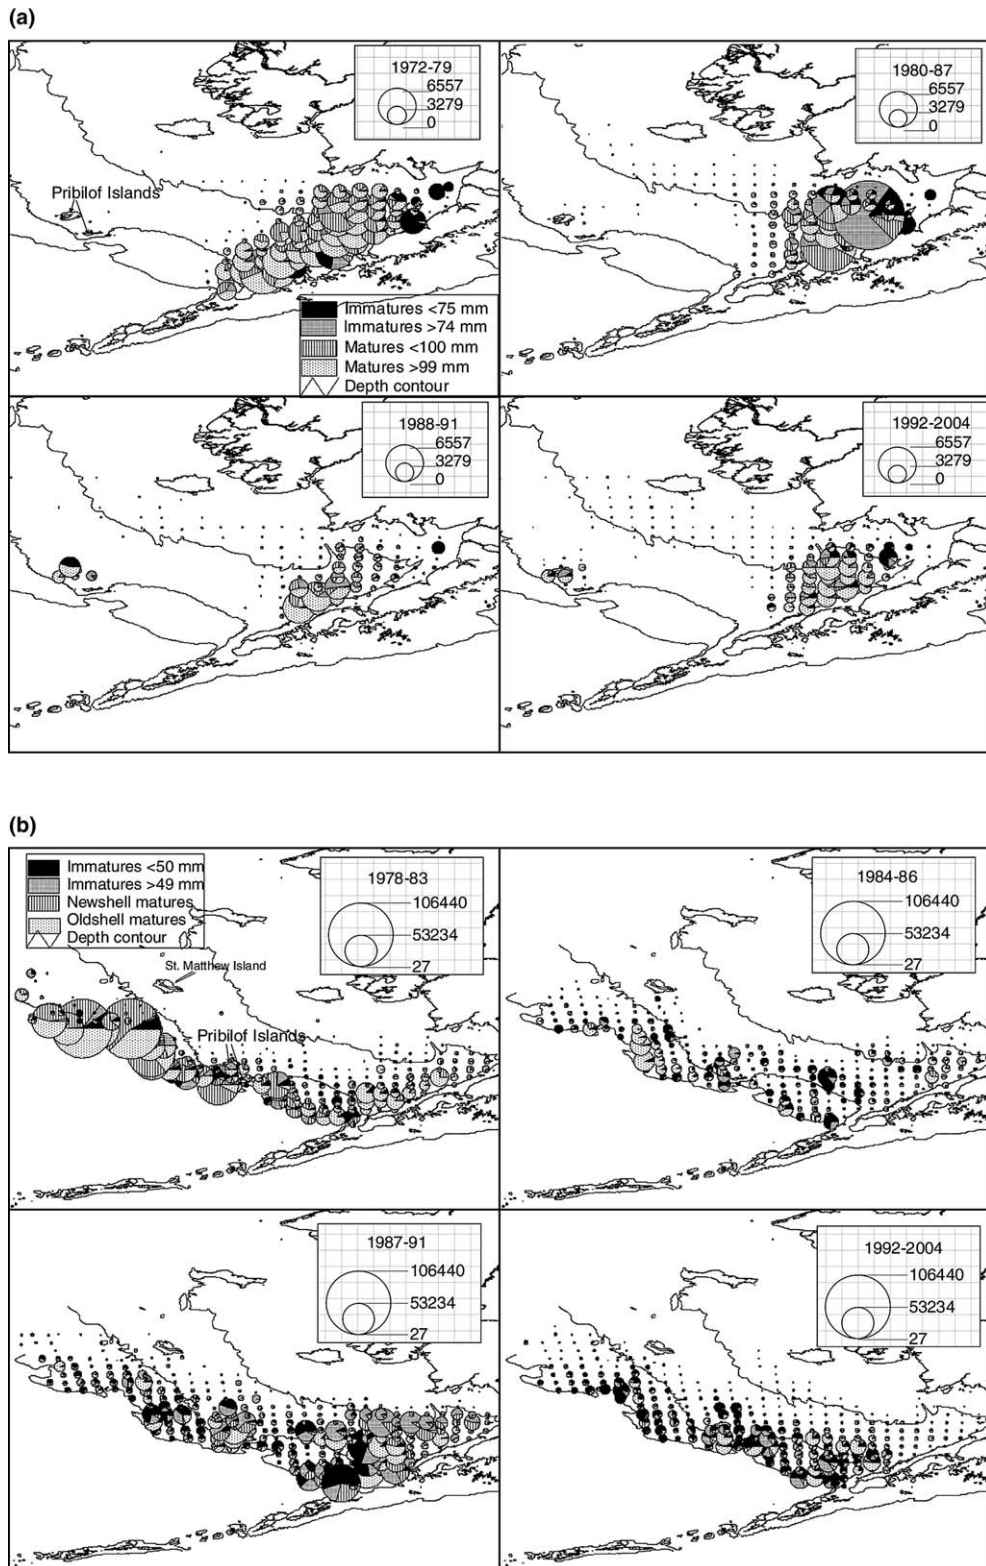 (a)
1972-79
6557
3279
0
Pribilof Islands
Immatures <75 mm
Immatures >74 mm
Matures <100 mm
Matures >99 mm
Depth contour
1980-87
6557
3279
0
1988-91
6557
3279
0
1992-2004
6557
3279
0
(b)
Immatures <50 mm
Immatures >49 mm
Newshell matures
Oldshell matures
Depth contour
St. Matthew Island
Pribilof Islands
1978-83
106440
53234
27
1984-86
106440
53234
27
1987-91
106440
53234
27
1992-2004
106440
53234
27